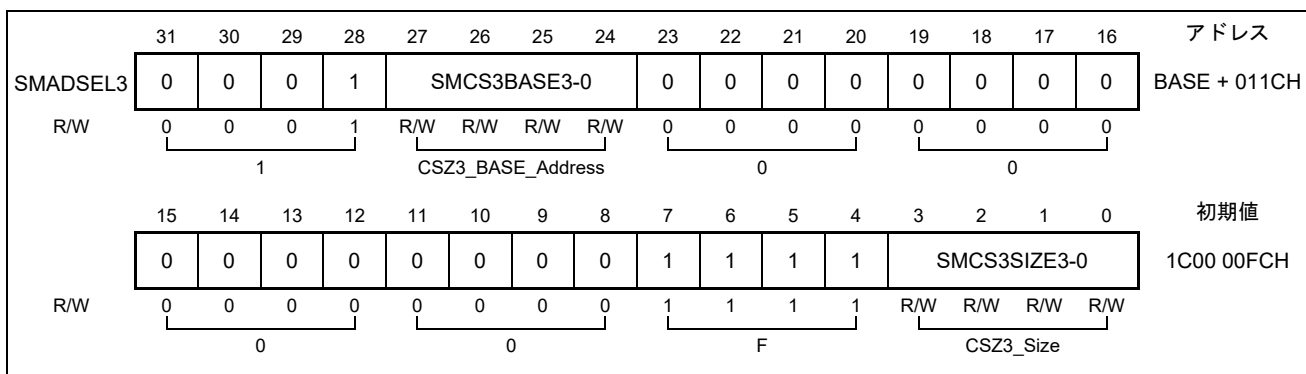 31 30 29 28 27 26 25 24 23 22 21 20 19 18 17 16 アドレス
SMADSEL3 0 0 0 1 SMCS3BASE3-0 0 0 0 0 0 0 0 0 BASE + 011CH
R/W 0 0 0 1 R/W R/W R/W R/W 0 0 0 0 0 0 0 0
1 CSZ3_BASE_Address 0 0
15 14 13 12 11 10 9 8 7 6 5 4 3 2 1 0 初期値
0 0 0 0 0 0 0 0 1 1 1 1 SMCS3SIZE3-0 1C00 00FCH
R/W 0 0 0 0 0 0 0 0 1 1 1 1 R/W R/W R/W R/W
0 0 F CSZ3_Size